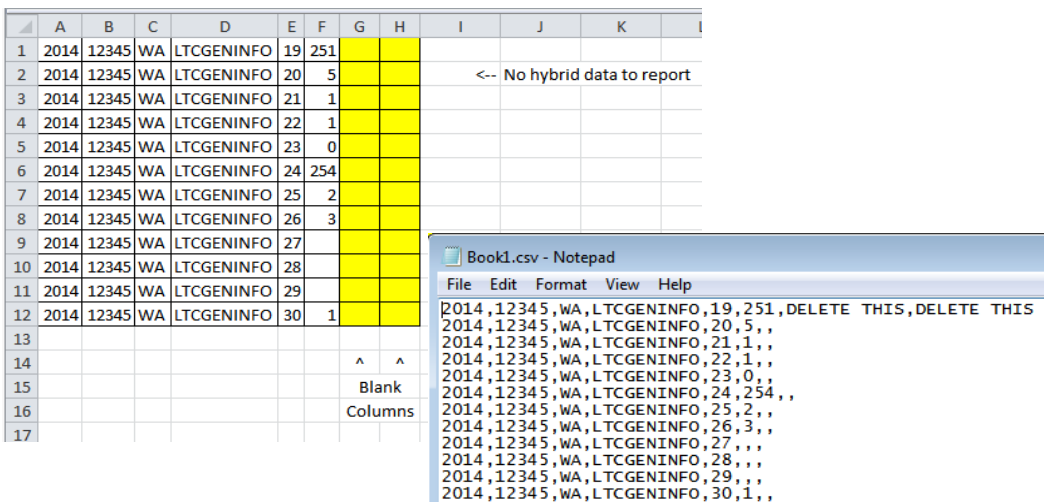 A B C D E F G H I J K
1 2014 12345 WA LTCGENINFO 19 251
2 2014 12345 WA LTCGENINFO 20 5 <-- No hybrid data to report
3 2014 12345 WA LTCGENINFO 21 1
4 2014 12345 WA LTCGENINFO 22 1
5 2014 12345 WA LTCGENINFO 23 0
6 2014 12345 WA LTCGENINFO 24 254
7 2014 12345 WA LTCGENINFO 25 2
8 2014 12345 WA LTCGENINFO 26 3
9 2014 12345 WA LTCGENINFO 27
10 2014 12345 WA LTCGENINFO 28
11 2014 12345 WA LTCGENINFO 29
12 2014 12345 WA LTCGENINFO 30 1
13
14 ^ ^
15 Blank
16 Columns
17
Book1.csv - Notepad
File Edit Format View Help
2014,12345,WA,LTCGENINFO,19,251,DELETE THIS,DELETE THIS
2014,12345,WA,LTCGENINFO,20,5,,
2014,12345,WA,LTCGENINFO,21,1,,
2014,12345,WA,LTCGENINFO,22,1,,
2014,12345,WA,LTCGENINFO,23,0,,
2014,12345,WA,LTCGENINFO,24,254,,
2014,12345,WA,LTCGENINFO,25,2,,
2014,12345,WA,LTCGENINFO,26,3,,
2014,12345,WA,LTCGENINFO,27,,,
2014,12345,WA,LTCGENINFO,28,,,
2014,12345,WA,LTCGENINFO,29,,,
2014,12345,WA,LTCGENINFO,30,1,,